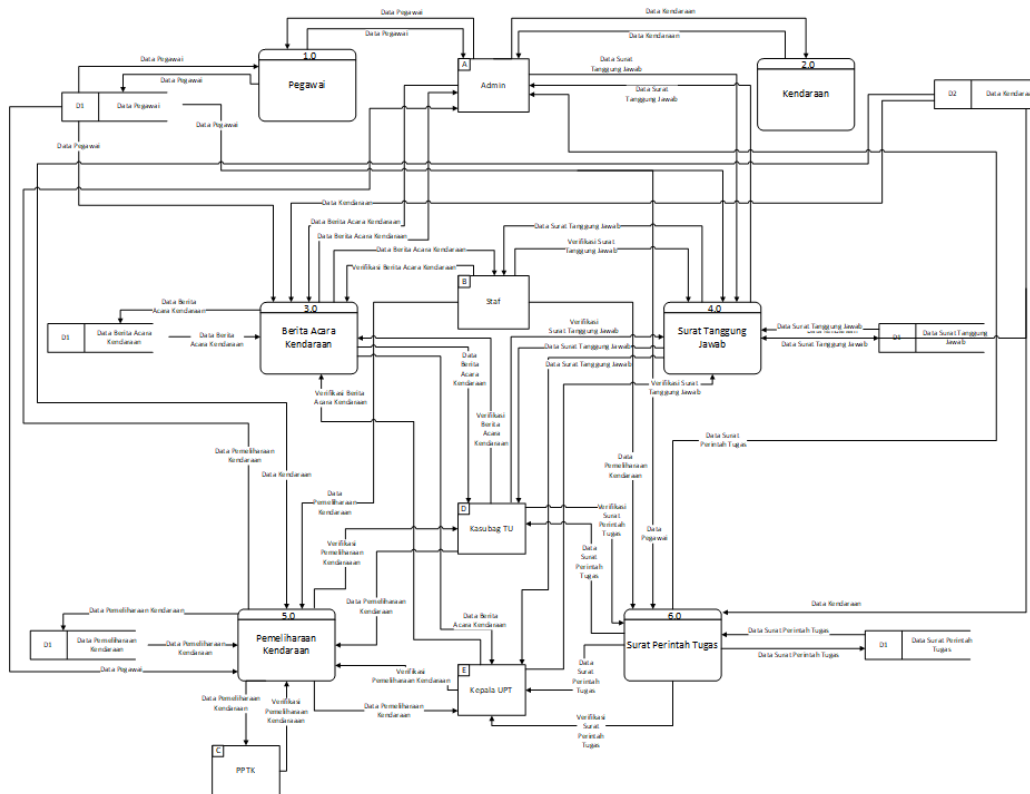 Data Pegawai
Data Kendaraan
Data Pegawai
Data Kendaraan
1.0
Pegawai
A
Admin
2.0
Kendaraan
Data Surat
Tanggung Jawab
Data Surat
Tanggung Jawab
Data Pegawai
Data Pegawai
D1
Data Pegawai
Data Pegawai
Data Pegawai
D2
Data Kendaraan
Data Kendaraan
Data Berita Acara Kendaraan
Data Berita Acara Kendaraan
Data Berita Acara Kendaraan
Verifikasi Berita Acara Kendaraan
Data Surat Tanggung Jawab
Verifikasi Surat
Tanggung Jawab
B
Staf
3.0
Berita Acara
Kendaraan
4.0
Surat Tanggung
Jawab
Data Berita
Acara Kendaraan
D1
Data Berita Acara
Kendaraan
Data Berita
Acara Kendaraan
Verifikasi
Surat Tanggung Jawab
Data Surat Tanggung Jawab
Data Surat Tanggung Jawab
Data Surat Tanggung Jawab
Data Surat Tanggung Jawab
D1
Data Surat Tanggung
Jawab
Data
Berita
Acara
Kendaraan
Verifikasi Berita
Acara Kendaraan
Verifikasi Surat
Tanggung Jawab
Verifikasi
Berita
Acara
Kendaraan
Data
Pemeliharaan
Kendaraan
Data Kendaraan
Data
Pemeliharaan
Kendaraan
Data
Pemeliharaan
Kendaraan
Data Surat
Perintah Tugas
D
Kasubag TU
Verifikasi
Surat
Perintah
Tugas
Data
Pegawai
Verifikasi
Pemeliharaan
Kendaraaan
Data
Surat
Perintah
Tugas
Data Pemeliharaan
Kendaraan
Data Berita
Acara Kendaraan
Data Kendaraan
5.0
Pemeliharaan
Kendaraan
6.0
Surat Perintah Tugas
Data Pemeliharaan Kendaraan
D1
Data Pemeliharaan
Kendaraan
Data Pemeliharaan
Kendaraan
Data Pegawai
Data Surat Perintah Tugas
Data Surat Perintah Tugas
D1
Data Surat Perintah
Tugas
Verifikasi
Pemeliharaan Kendaraan
E
Kepala UPT
Data
Surat
Perintah
Tugas
Data Pemeliharaan
Kendaraan
Data Pemeliharaan
Kendaraan
Verifikasi
Pemeliharaan
Kendaraaan
Verifikasi
Surat
Perintah
Tugas
C
PPTK